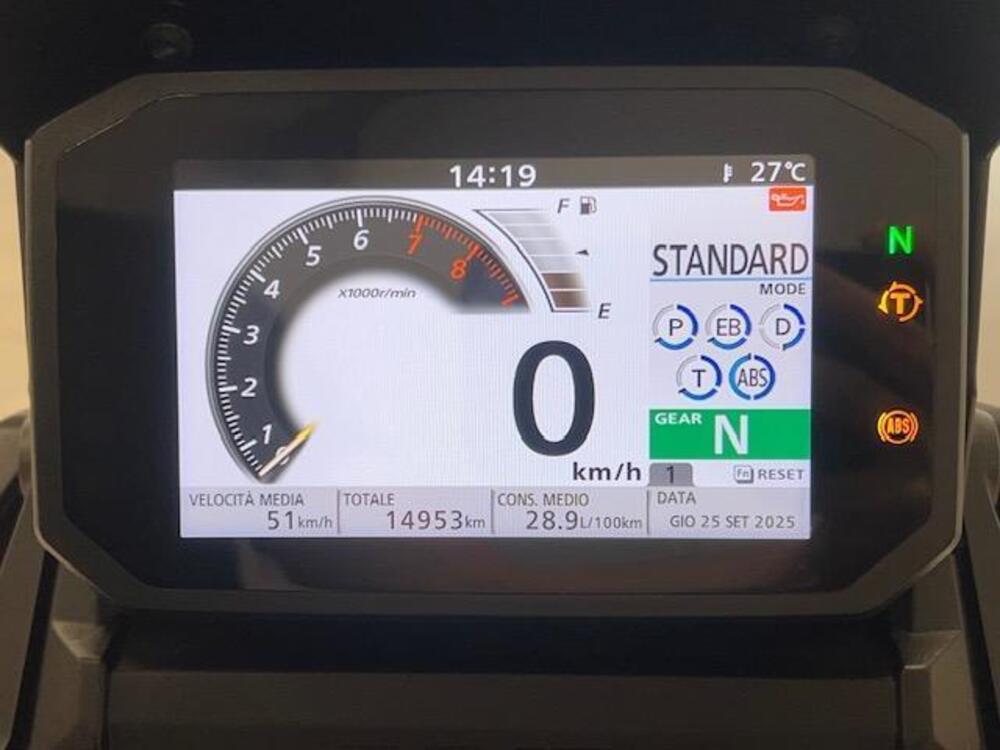 14:19 27°C
F
STANDARD
MODE
N
6
5
7
4
8
X1000r/min
E
3
P EB D
T
2
T ABS
0
GEAR N
ABS
1
0
km/h
1 Fn RESET
VELOCITÀ MEDIA TOTALE CONS. MEDIO DATA
51km/h 14953km 28.9L/100km GIO 25 SET 2025